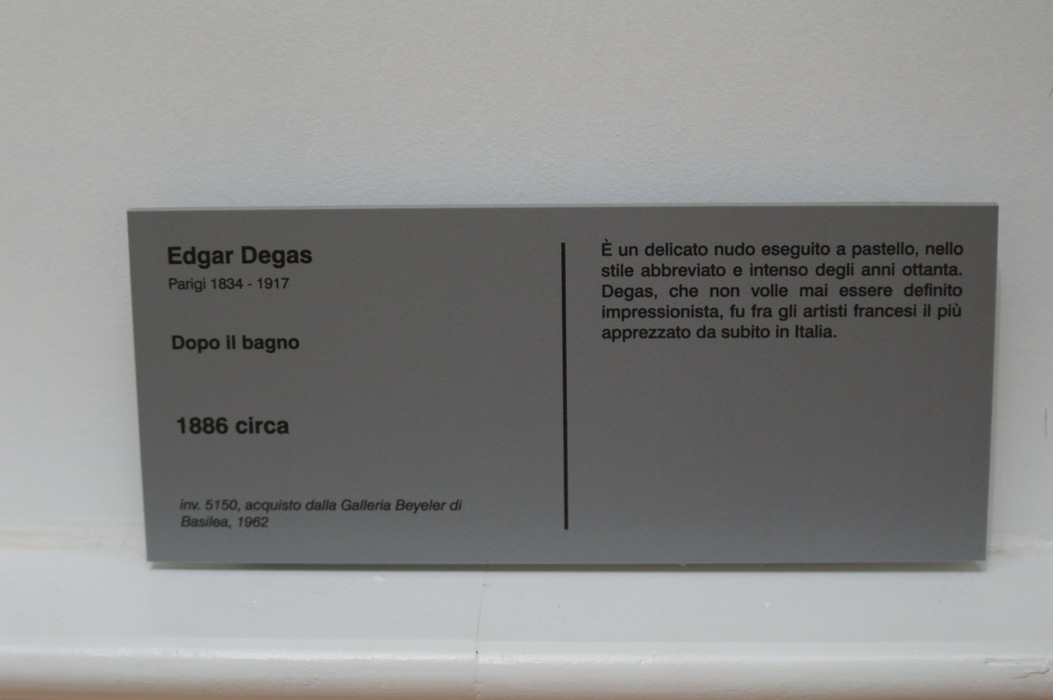 Edgar Degas
Parigi 1834 - 1917
Dopo il bagno
1886 circa
inv. 5150, acquisto dalla Galleria Beyeler di
Basilea, 1962
È un delicato nudo eseguito a pastello, nello
stile abbreviato e intenso degli anni ottanta.
Degas, che non volle mai essere definito
impressionista, fu fra gli artisti francesi il più
apprezzato da subito in Italia.